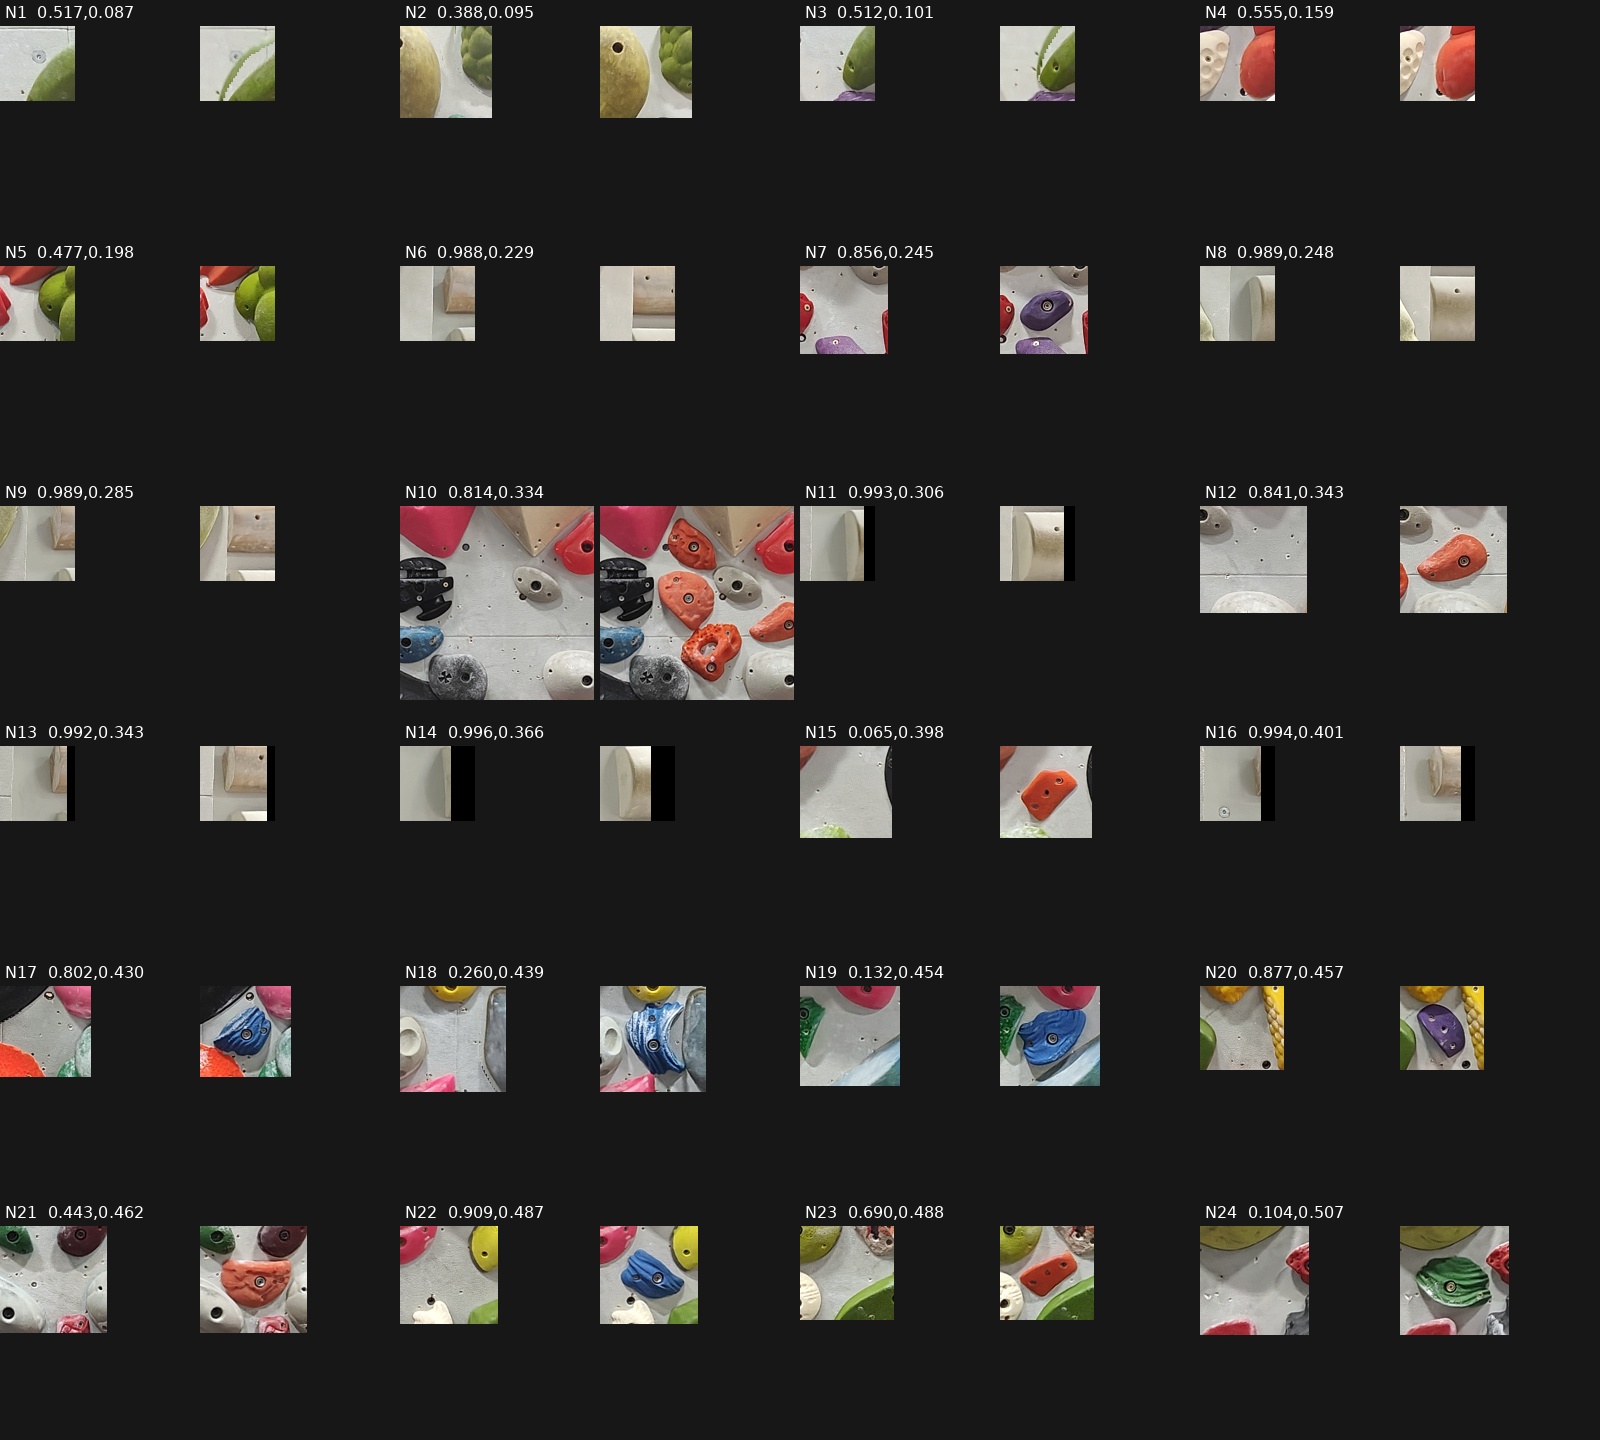 N1 0.517,0.087
N2 0.388,0.095
N3 0.512,0.101
N4 0.555,0.159
N5 0.477,0.198
N6 0.988,0.229
N7 0.856,0.245
N8 0.989,0.248
N9 0.989,0.285
N10 0.814,0.334
N11 0.993,0.306
N12 0.841,0.343
N13 0.992,0.343
N14 0.996,0.366
N15 0.065,0.398
N16 0.994,0.401
N17 0.802,0.430
N18 0.260,0.439
N19 0.132,0.454
N20 0.877,0.457
N21 0.443,0.462
N22 0.909,0.487
N23 0.690,0.488
N24 0.104,0.507